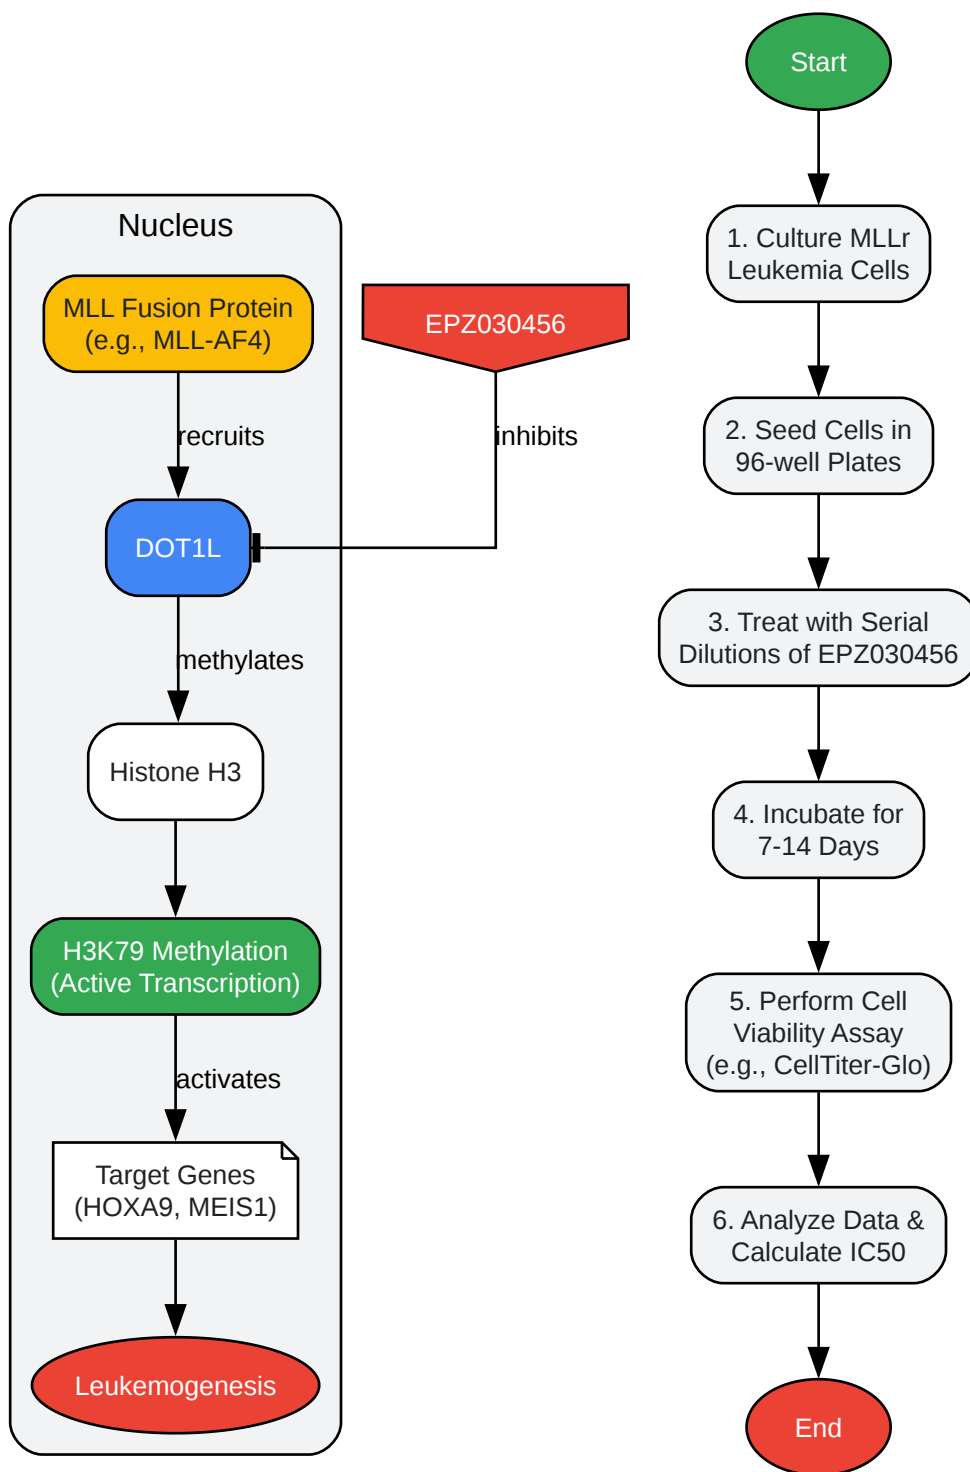 Nucleus
MLL Fusion Protein
(e.g., MLL-AF4)
recruits
DOT1L
methylates
Histone H3
H3K79 Methylation
(Active Transcription)
activates
Target Genes
(HOXA9, MEIS1)
Leukemogenesis
EPZ030456
inhibits
Start
1. Culture MLLr
Leukemia Cells
2. Seed Cells in
96-well Plates
3. Treat with Serial
Dilutions of EPZ030456
4. Incubate for
7-14 Days
5. Perform Cell
Viability Assay
(e.g., CellTiter-Glo)
6. Analyze Data &
Calculate IC50
End